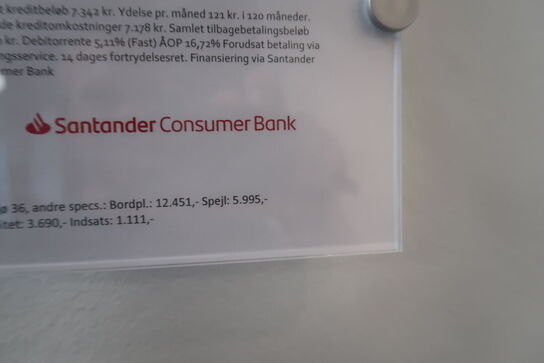 kreditbeløb 7.342 kr. Ydelse pr. måned 121 kr. i 120 måneder.
de kreditomkostninger 7.178 kr. Samlet tilbagebetalingsbeløb
kr. Debitorrente 5,11% (Fast) ÅOP 16,72% Forudsat betaling via
ngsservice. 14 dages fortrydelsesret. Finansiering via Santander
mer Bank
Santander Consumer Bank
ø 36, andre specs.: Bordpl.: 12.451,- Spejl: 5.995,-
itet: 3.690,- Indsats: 1.111,-